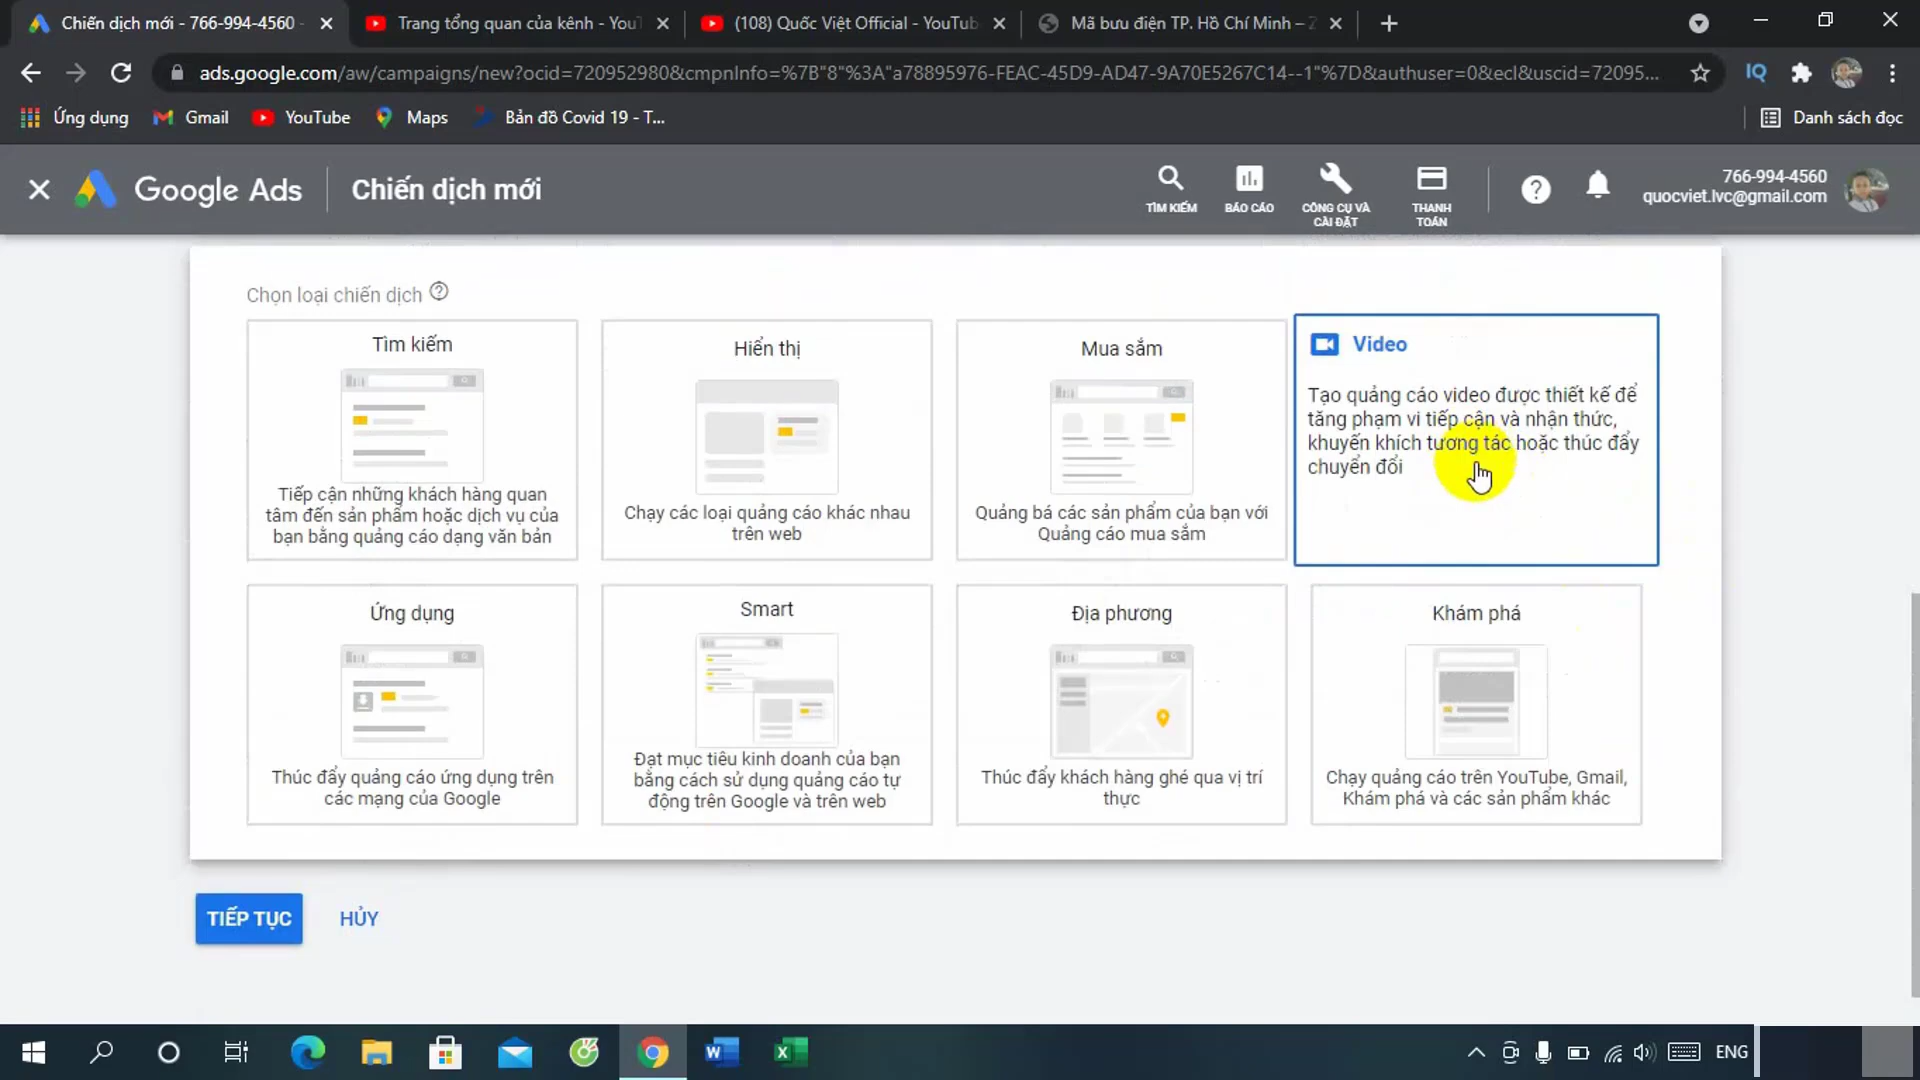 Chiến dịch mới - 766-994-4560 -
Trang tổng quan của kênh - YouT
(108) Quốc Việt Official - YouTub
Mã bưu điện TP. Hồ Chí Minh – Z
ads.google.com/aw/campaigns/new?ocid=720952980&cmpnInfo=%7B"8"%3A"a78895976-FEAC-45D9-AD47-9A70E5267C14--1"%7D&authuser=0&ecl&uscid=72095...
IQ
Ứng dụng
Gmail
YouTube
Maps
Bản đồ Covid 19 - T...
Danh sách đọc
Google Ads
Chiến dịch mới
TÌM KIẾM
BÁO CÁO
CÔNG CỤ VÀ
CÀI ĐẶT
THANH
TOÁN
766-994-4560
quocviet.lvc@gmail.com
Chọn loại chiến dịch
Tìm kiếm
Tiếp cận những khách hàng quan
tâm đến sản phẩm hoặc dịch vụ của
bạn bằng quảng cáo dạng văn bản
Hiển thị
Chạy các loại quảng cáo khác nhau
trên web
Mua sắm
Quảng bá các sản phẩm của bạn với
Quảng cáo mua sắm
Video
Tạo quảng cáo video được thiết kế để
tăng phạm vi tiếp cận và nhận thức,
khuyến khích tương tác hoặc thúc đẩy
chuyển đổi
Ứng dụng
Thúc đẩy quảng cáo ứng dụng trên
các mạng của Google
Smart
Đạt mục tiêu kinh doanh của bạn
bằng cách sử dụng quảng cáo tự
động trên Google và trên web
Địa phương
Thúc đẩy khách hàng ghé qua vị trí
thực
Khám phá
Chạy quảng cáo trên YouTube, Gmail,
Khám phá và các sản phẩm khác
TIẾP TỤC
HỦY
ENG